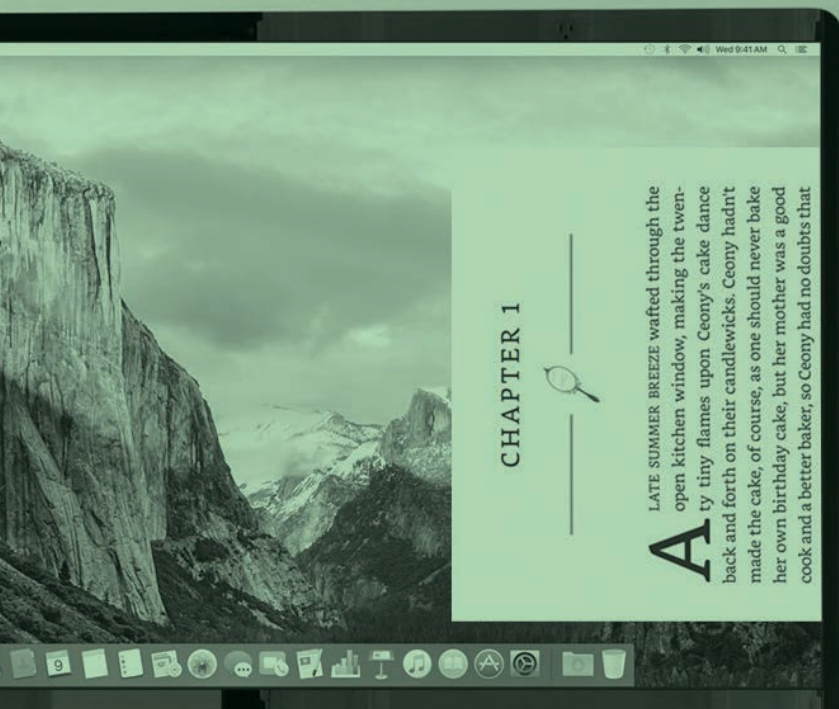 Wed 9:41 AM
CHAPTER 1
A LATE SUMMER BREEZE wafted through the
open kitchen window, making the twen-
ty tiny flames upon Ceony's cake dance
back and forth on their candlewicks. Ceony hadn't
made the cake, of course, as one should never bake
her own birthday cake, but her mother was a good
cook and a better baker, so Ceony had no doubts that
9